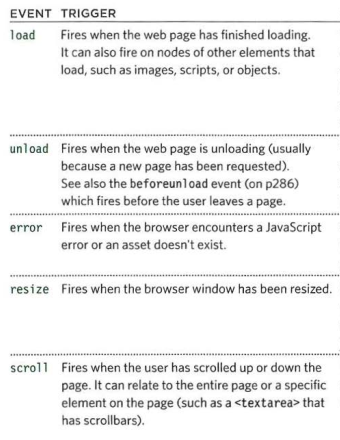 EVENT TRIGGER
load Fires when the web page has finished loading.
It can also fire on nodes of other elements that
load, such as images, scripts, or objects.
unload Fires when the web page is unloading (usually
because a new page has been requested).
See also the beforeunload event (on p286)
which fires before the user leaves a page.
error Fires when the browser encounters a JavaScript
error or an asset doesn't exist.
resize Fires when the browser window has been resized.
scroll Fires when the user has scrolled up or down the
page. It can relate to the entire page or a specific
element on the page (such as a <textarea> that
has scrollbars).